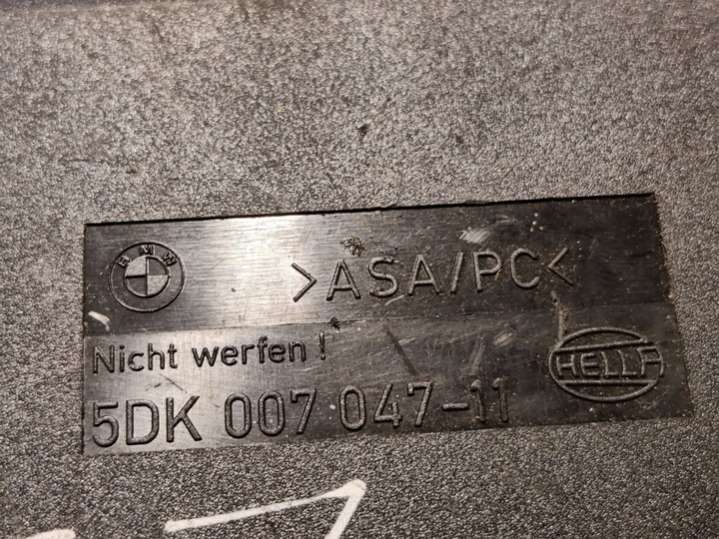 BMW
>ASA/PC<
Nicht werfen !
HELLA
5DK 007 047-11